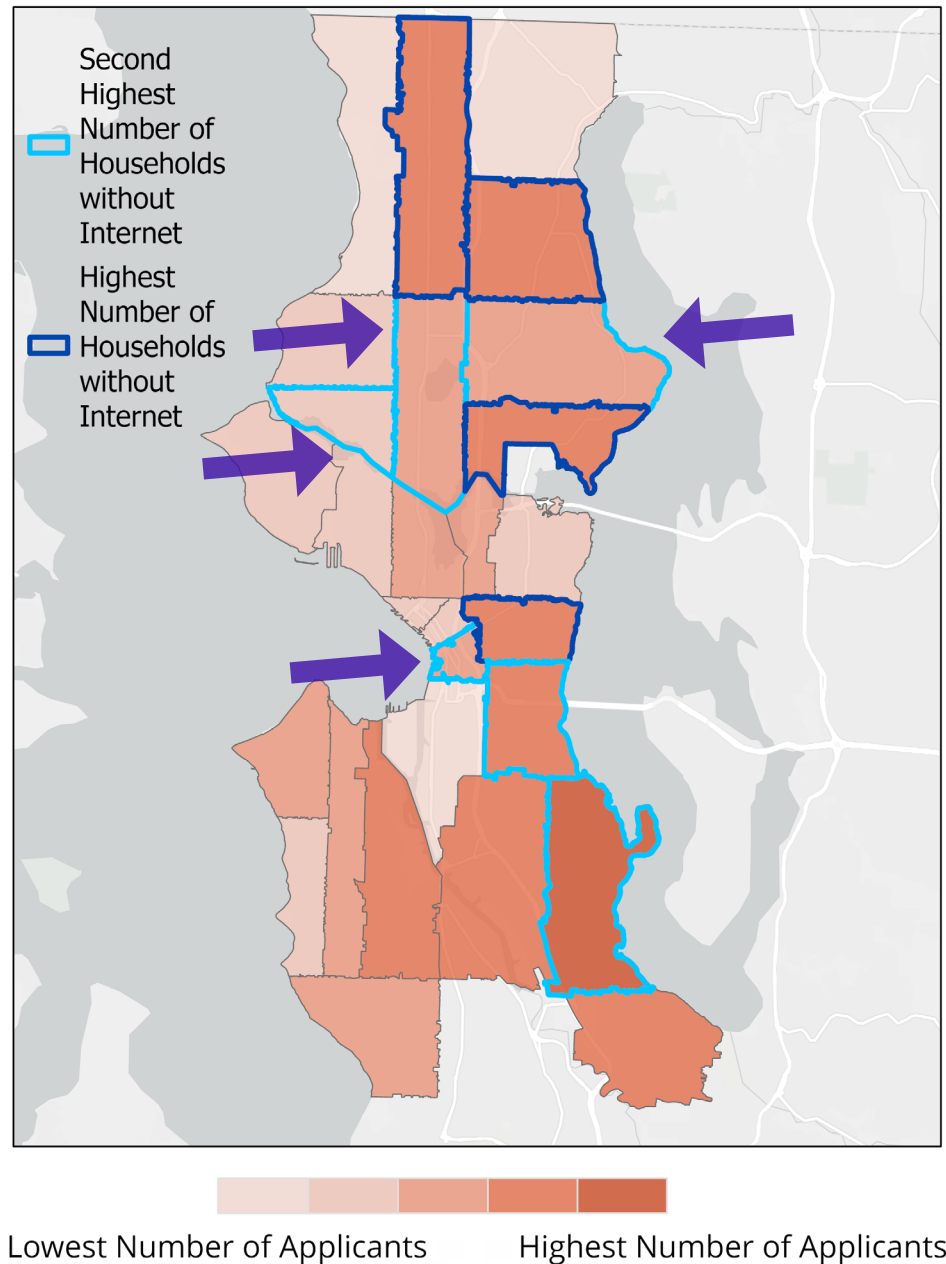 Second
Highest
Number of
Households
without
Internet
Highest
Number of
Households
without
Internet
Lowest Number of Applicants
Highest Number of Applicants